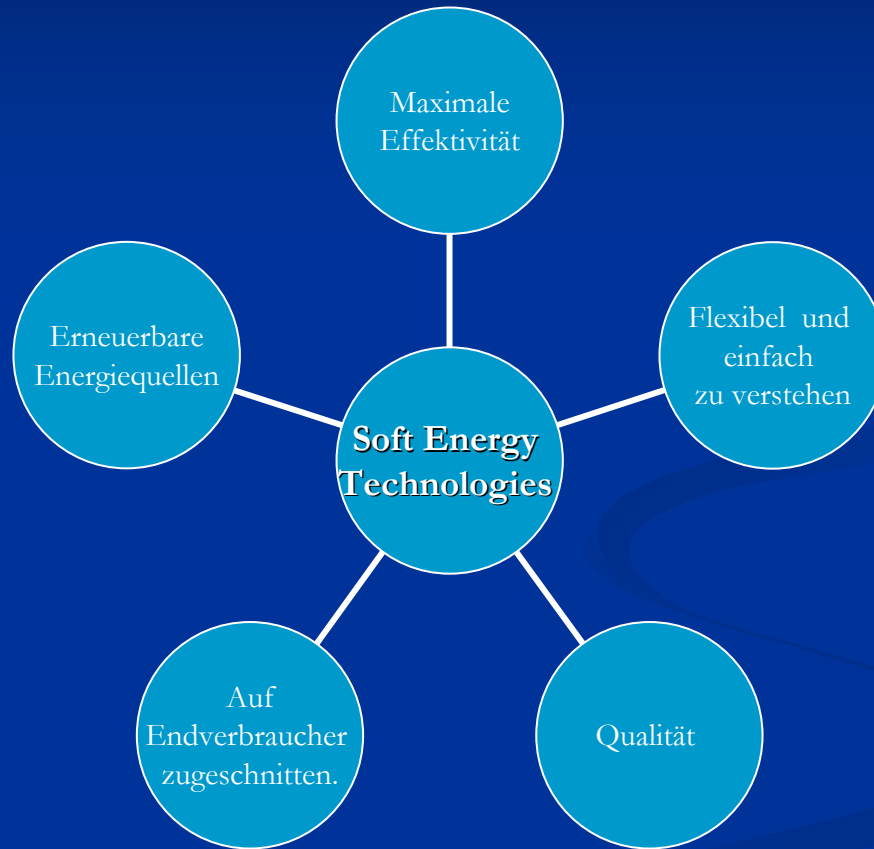 Maximale
Effektivität
Erneuerbare
Energiequellen
Flexibel und
einfach
zu verstehen
Soft Energy
Technologies
Auf
Endverbraucher
zugeschnitten.
Qualität